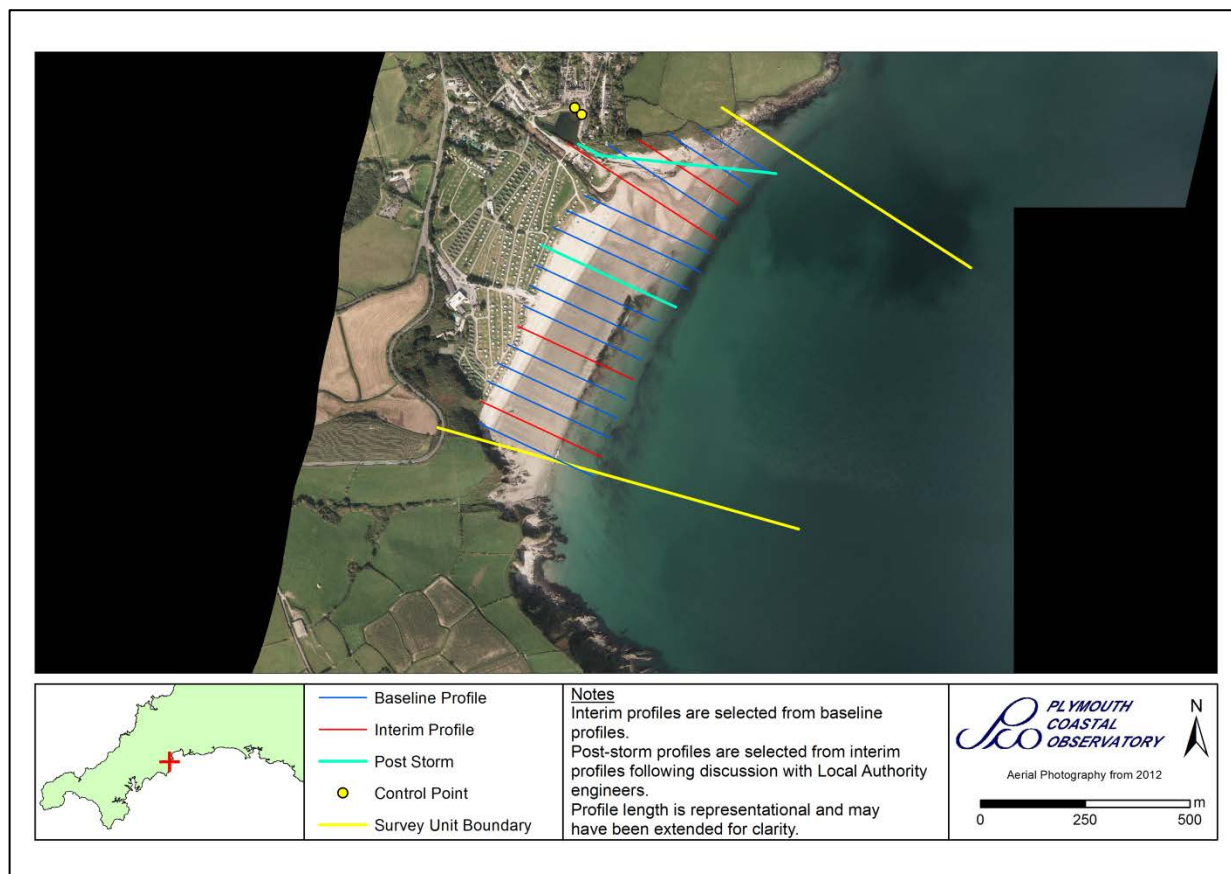 Baseline Profile
Interim Profile
Post Storm
Control Point
Survey Unit Boundary
Notes
Interim profiles are selected from baseline
profiles.
Post-storm profiles are selected from interim
profiles following discussion with Local Authority
engineers.
Profile length is representational and may
have been extended for clarity.
PLYMOUTH
COASTAL
OBSERVATORY
N
Aerial Photography from 2012
m
0 250 500